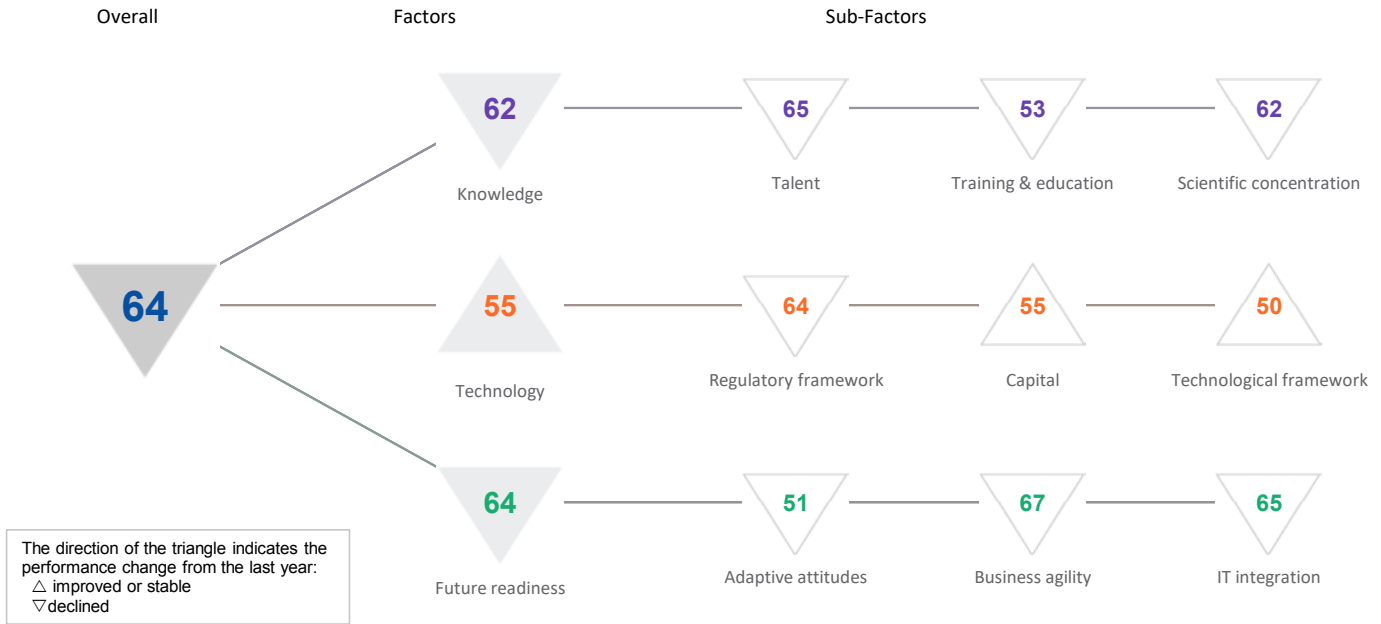 Overall Factors Sub-Factors
62 65 53 62
Knowledge Talent Training & education Scientific concentration
64 55 64 55 50
Technology Regulatory framework Capital Technological framework
64 51 67 65
Future readiness Adaptive attitudes Business agility IT integration
The direction of the triangle indicates the
performance change from the last year:
△ improved or stable
▽declined